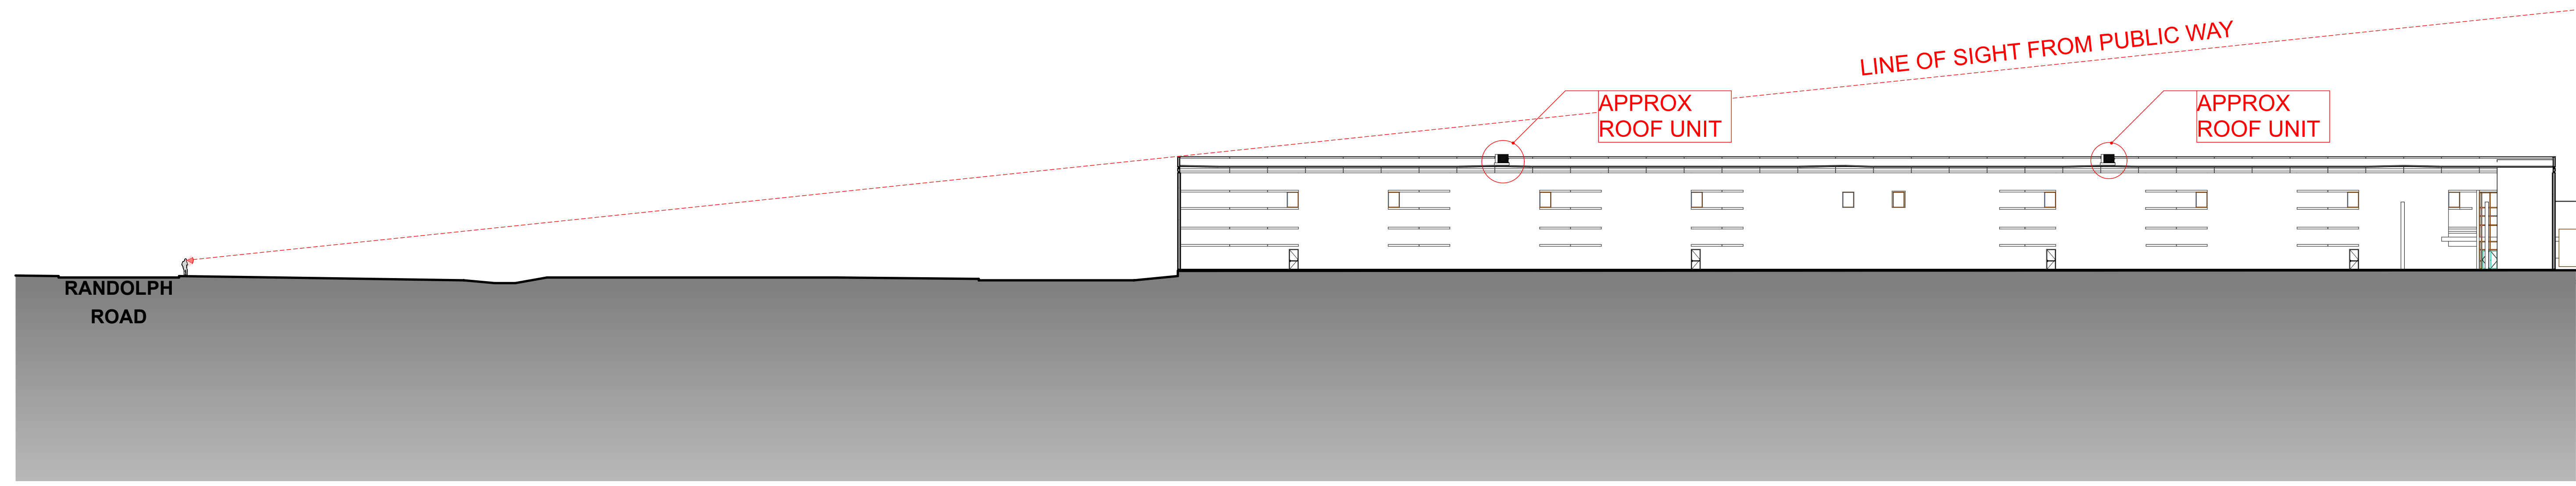 LINE OF SIGHT FROM PUBLIC WAY
APPROX
ROOF UNIT
APPROX
ROOF UNIT
RANDOLPH
ROAD